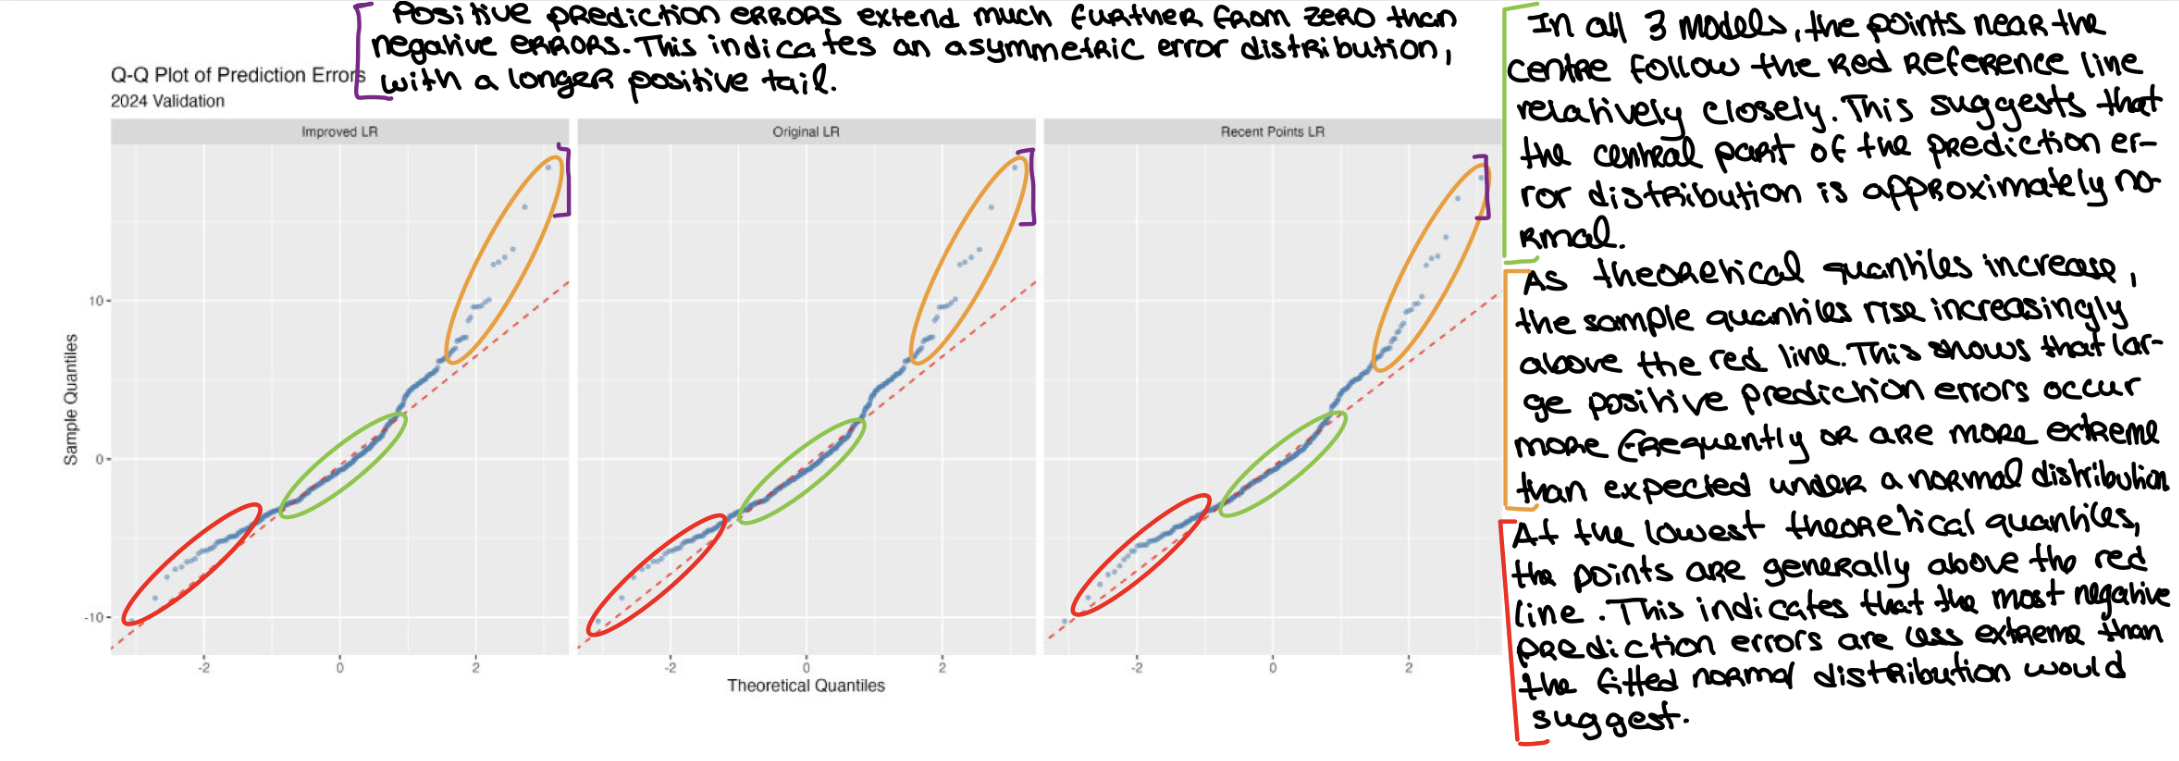 Positive prediction errors extend much further from zero than
negative errors. This indicates an asymmetric error distribution,
with a longer positive tail.
Q-Q Plot of Prediction Errors
2024 Validation
Improved LR
Original LR
Recent Points LR
Sample Quantiles
10
0
-10
-2
0
2
-2
0
2
-2
0
2
Theoretical Quantiles
In all 3 models, the points near the
centre follow the red reference line
relatively closely. This suggests that
the central part of the prediction er-
ror distribution is approximately no-
rmal.
As theoretical quantiles increase,
the sample quantiles rise increasingly
above the red line. This shows that lar-
ge positive prediction errors occur
more frequently or are more extreme
than expected under a normal distribution
At the lowest theoretical quantiles,
the points are generally above the red
line. This indicates that the most negative
prediction errors are less extreme than
the fitted normal distribution would
suggest.